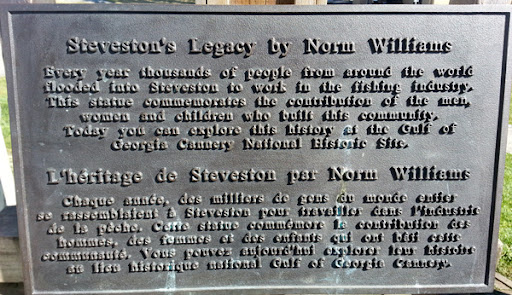 Steveston's Legacy by Norm Williams
Every year thousands of people from around the world
flooded into Steveston to work in the fishing industry.
This statue commemorates the contribution of the men,
women and children who built this community.
Today you can explore this history at the Gulf of
Georgia Cannery National Historic Site.
L'héritage de Steveston par Norm Williams
Chaque année, des milliers de gens du monde entier
se rassemblaient à Steveston pour travailler dans l'industrie
de la pêche. Cette statue commémore la contribution des
hommes, des femmes et des enfants qui ont bâti cette
communauté. Vous pouvez aujourd'hui explorer leur histoire
au lieu historique national Gulf of Georgia Cannery.